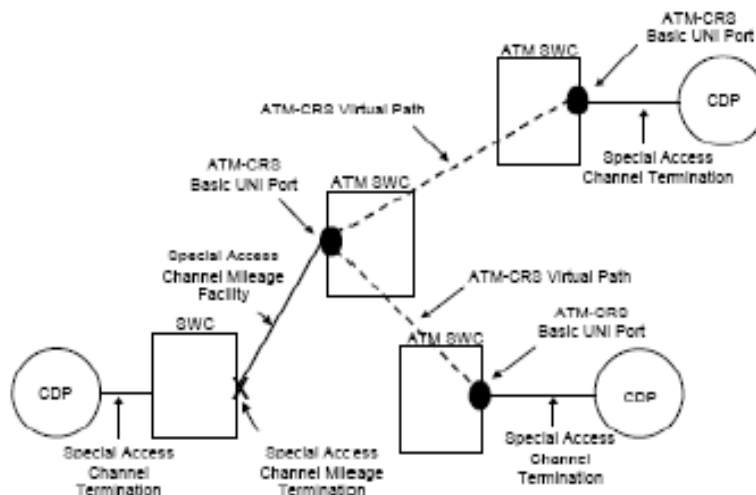 ATM-CRS
Basic UNI Port
ATM SWC
CDP
ATM-CRS Virtual Path
Special Access
Channel Termination
ATM-CRS
Basic UNI Port
ATM SWC
Special Access
Channel Mileage
Facility
ATM-CRS Virtual Path
SWC
ATM-CRS
Basic UNI Port
ATM SWC
CDP
CDP
Special Access
Channel
Termination
Special Access
Channel Mileage
Termination
Special Access
Channel
Termination